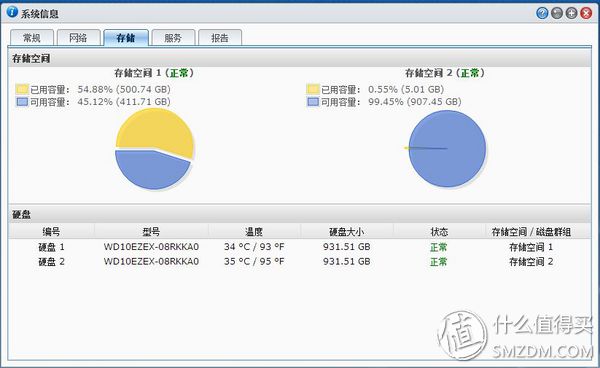 系统信息
常规 网络 存储 服务 报告
存储空间
存储空间 1 (正常) 存储空间 2 (正常)
已用容量: 54.88% (500.74 GB) 已用容量: 0.55% (5.01 GB)
可用容量: 45.12% (411.71 GB) 可用容量: 99.45% (907.45 GB)
硬盘
编号 型号 温度 硬盘大小 状态 存储空间 / 磁盘群组
硬盘 1 WD10EZEX-08RKKA0 34 °C / 93 °F 931.51 GB 正常 存储空间 1
硬盘 2 WD10EZEX-08RKKA0 35 °C / 95 °F 931.51 GB 正常 存储空间 2
值 什么值得买
SMZDM.COM